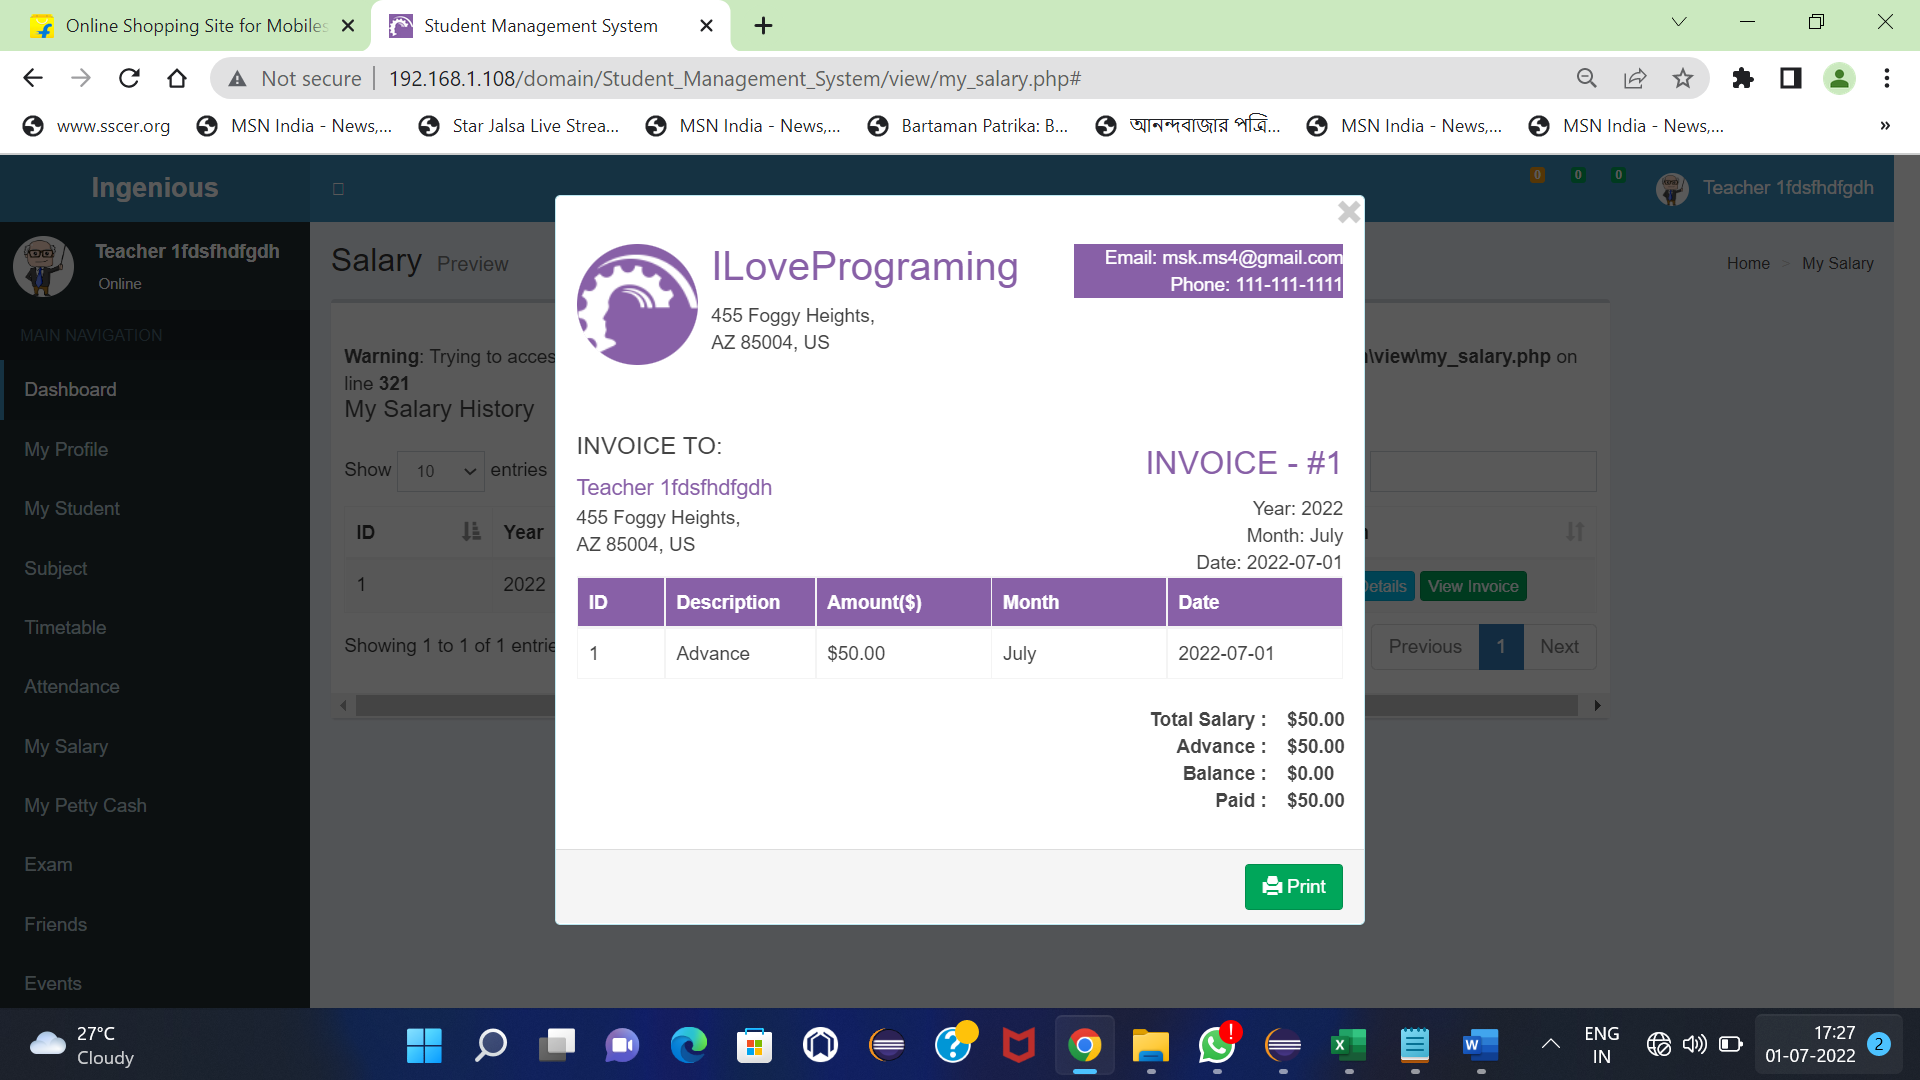 Online Shopping Site for Mobiles
Student Management System
Not secure
192.168.1.108/domain/Student_Management_System/view/my_salary.php#
www.sscer.org
MSN India - News,...
Star Jalsa Live Strea...
MSN India - News,...
Bartaman Patrika: B...
আনন্দবাজার পত্রি...
MSN India - News,...
MSN India - News,...
»
Ingenious
0
0
0
Teacher 1fdsfhdfgdh
Teacher 1fdsfhdfgdh
Online
MAIN NAVIGATION
Dashboard
My Profile
My Student
Subject
Timetable
Attendance
My Salary
My Petty Cash
Exam
Friends
Events
Salary Preview
Home > My Salary
Warning: Trying to acces
\view\my_salary.php on
line 321
My Salary History
Show 10 entries
ID
Year
1
2022
etails
View Invoice
Showing 1 to 1 of 1 entrie
Previous
1
Next
ILovePrograming
455 Foggy Heights,
AZ 85004, US
Email: msk.ms4@gmail.com
Phone: 111-111-1111
INVOICE TO:
Teacher 1fdsfhdfgdh
455 Foggy Heights,
AZ 85004, US
INVOICE - #1
Year: 2022
Month: July
Date: 2022-07-01
ID Description Amount($) Month Date
1 Advance $50.00 July 2022-07-01
Total Salary : $50.00
Advance : $50.00
Balance : $0.00
Paid : $50.00
Print
27°C
Cloudy
ENG
IN
17:27
01-07-2022
2